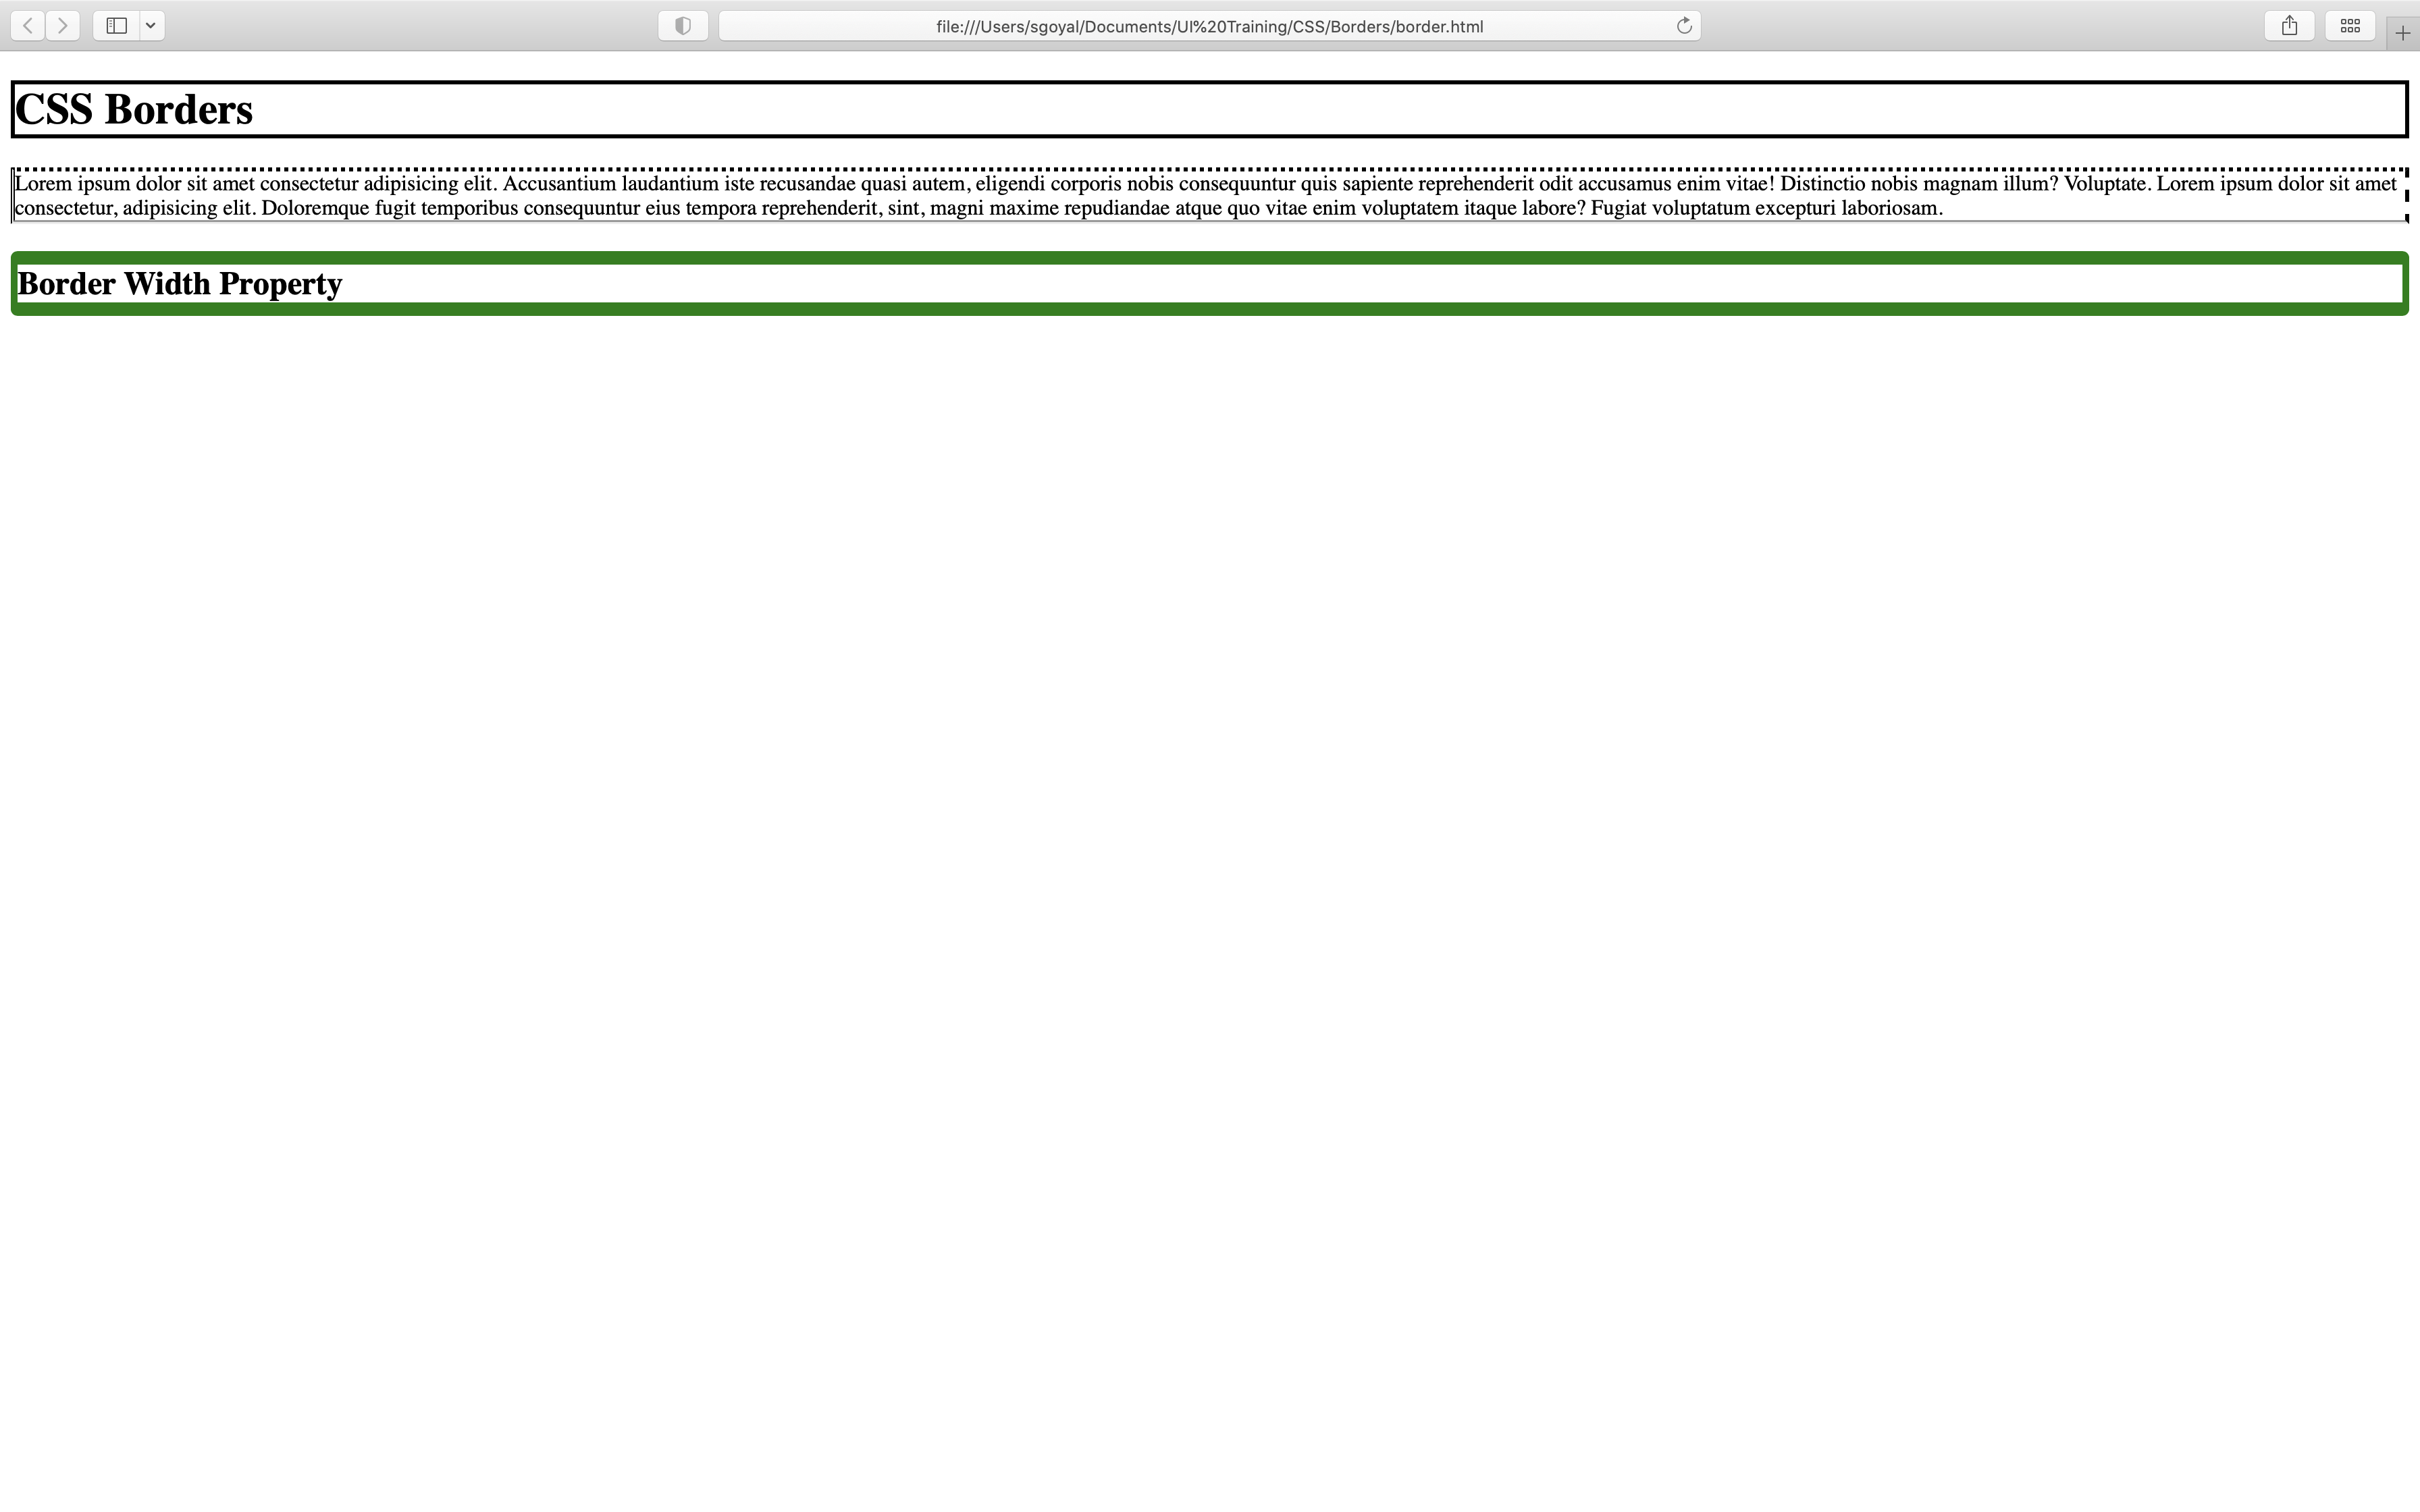 file:///Users/sgoyal/Documents/UI%20Training/CSS/Borders/border.html
CSS Borders
Lorem ipsum dolor sit amet consectetur adipisicing elit. Accusantium laudantium iste recusandae quasi autem, eligendi corporis nobis consequuntur quis sapiente reprehenderit odit accusamus enim vitae! Distinctio nobis magnam illum? Voluptate. Lorem ipsum dolor sit amet
consectetur, adipisicing elit. Doloremque fugit temporibus consequuntur eius tempora reprehenderit, sint, magni maxime repudiandae atque quo vitae enim voluptatem itaque labore? Fugiat voluptatum excepturi laboriosam.
Border Width Property